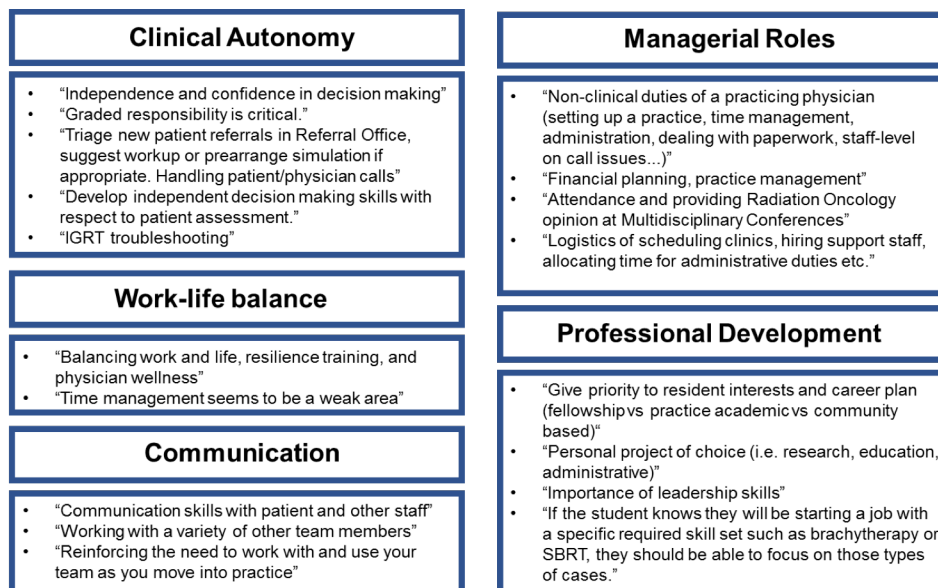 Clinical Autonomy
• “Independence and confidence in decision making”
• “Graded responsibility is critical.”
• “Triage new patient referrals in Referral Office,
suggest workup or prearrange simulation if
appropriate. Handling patient/physician calls”
• “Develop independent decision making skills with
respect to patient assessment.”
• “IGRT troubleshooting”
Work-life balance
• “Balancing work and life, resilience training, and
physician wellness”
• “Time management seems to be a weak area”
Communication
• “Communication skills with patient and other staff”
• “Working with a variety of other team members”
• “Reinforcing the need to work with and use your
team as you move into practice”
Managerial Roles
• “Non-clinical duties of a practicing physician
(setting up a practice, time management,
administration, dealing with paperwork, staff-level
on call issues...)”
• “Financial planning, practice management”
• “Attendance and providing Radiation Oncology
opinion at Multidisciplinary Conferences”
• “Logistics of scheduling clinics, hiring support staff,
allocating time for administrative duties etc.”
Professional Development
• “Give priority to resident interests and career plan
(fellowship vs practice academic vs community
based)“
• “Personal project of choice (i.e. research, education,
administrative)”
• “Importance of leadership skills”
• “If the student knows they will be starting a job with
a specific required skill set such as brachytherapy or
SBRT, they should be able to focus on those types
of cases.”